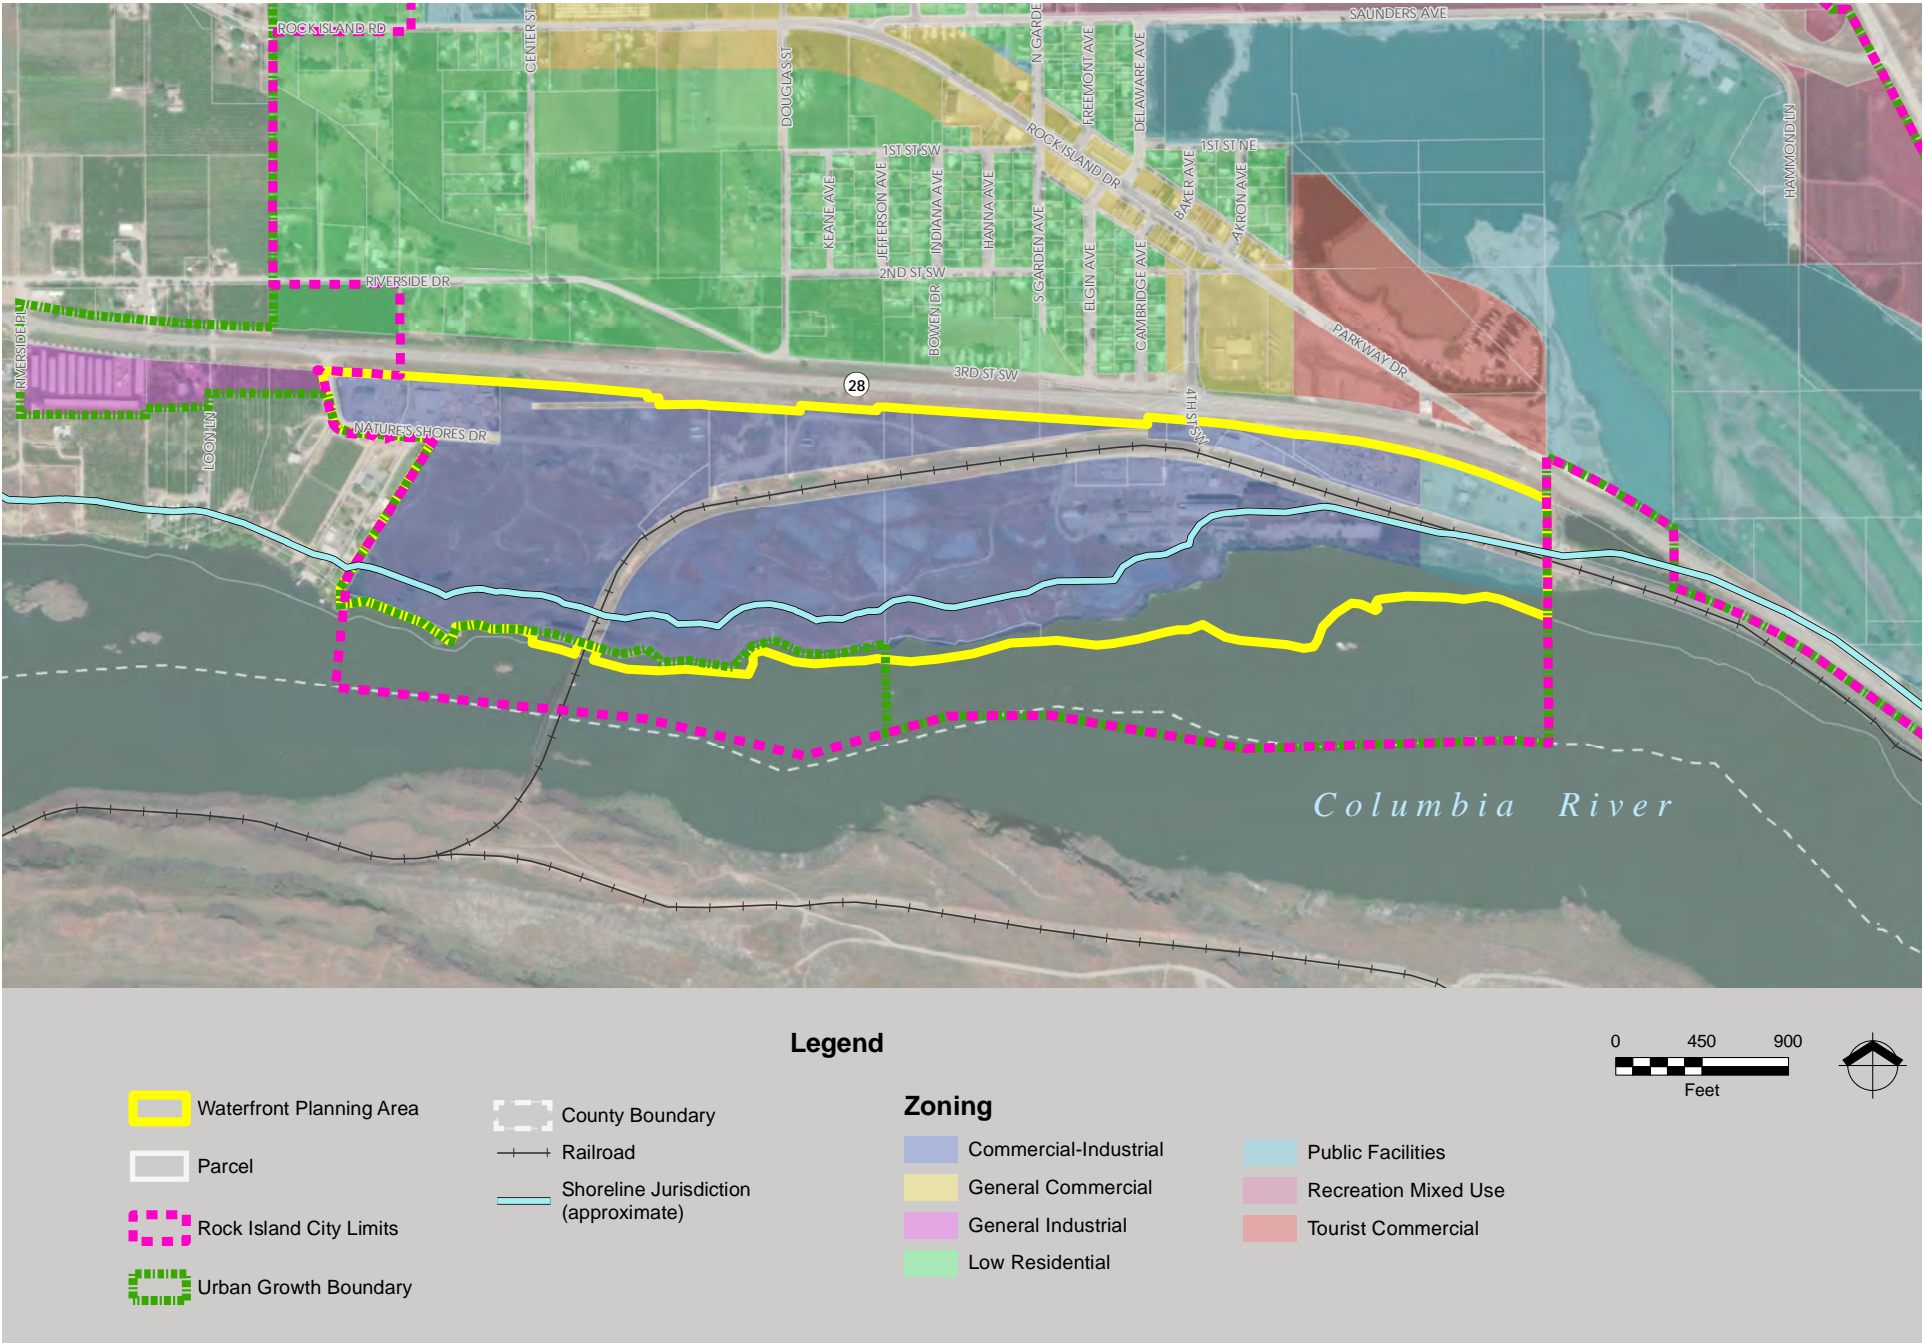 ROCK ISLAND RD
CENTER ST
DOUGLAS ST
N GARDE
FREEMONT AVE
DELAWARE AVE
SAUNDERS AVE
HAMMOND LN
ROCK ISLAND DR
1ST ST SW
1ST ST NE
KEANE AVE
JEFFERSON AVE
INDIANA AVE
HANNA AVE
S GARDEN AVE
BAKER AVE
AKRON AVE
ELGIN AVE
CAMBRIDGE AVE
2ND ST SW
BOWEN DR
RIVERSIDE DR
RIVERSIDE PL
PARKWAY DR
3RD ST SW
28
4TH ST SW
LOON LN
NATURE'S SHORES DR
Columbia River
Legend
Waterfront Planning Area
Parcel
Rock Island City Limits
Urban Growth Boundary
County Boundary
Railroad
Shoreline Jurisdiction
(approximate)
Zoning
Commercial-Industrial
General Commercial
General Industrial
Low Residential
Public Facilities
Recreation Mixed Use
Tourist Commercial
0 450 900
Feet